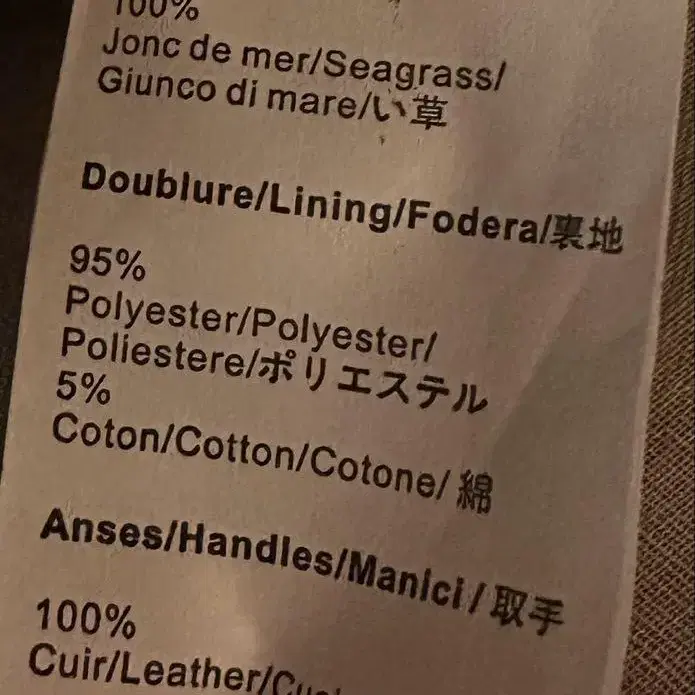 100%
Jonc de mer/Seagrass/
Giunco di mare/い草
Doublure/Lining/Fodera/裏地
95%
Polyester/Polyester/
Poliestere/ポリエステル
5%
Coton/Cotton/Cotone/綿
Anses/Handles/Manici/取手
100%
Cuir/Leather/